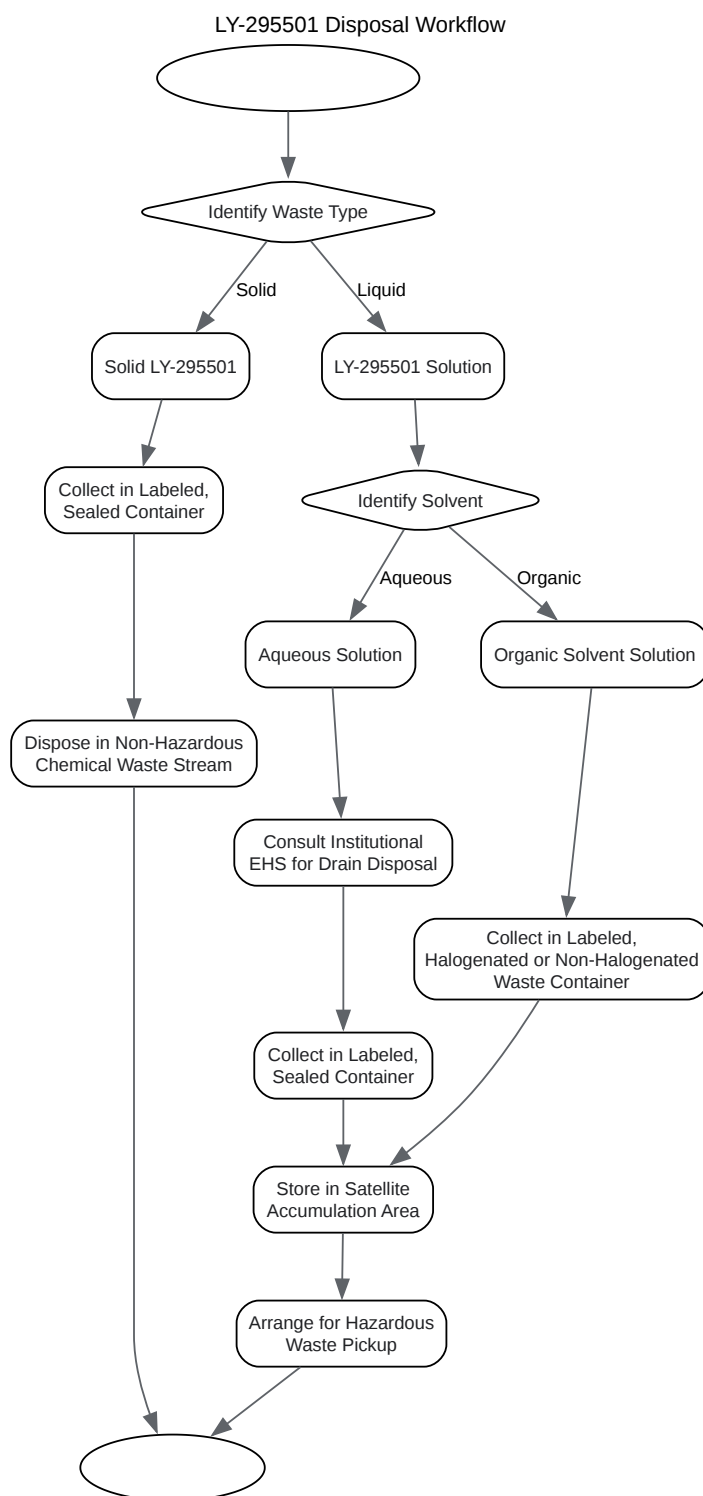 LY-295501 Disposal Workflow
Identify Waste Type
Solid
Liquid
Solid LY-295501
LY-295501 Solution
Collect in Labeled,
Sealed Container
Identify Solvent
Aqueous
Organic
Aqueous Solution
Organic Solvent Solution
Dispose in Non-Hazardous
Chemical Waste Stream
Consult Institutional
EHS for Drain Disposal
Collect in Labeled,
Halogenated or Non-Halogenated
Waste Container
Collect in Labeled,
Sealed Container
Store in Satellite
Accumulation Area
Arrange for Hazardous
Waste Pickup